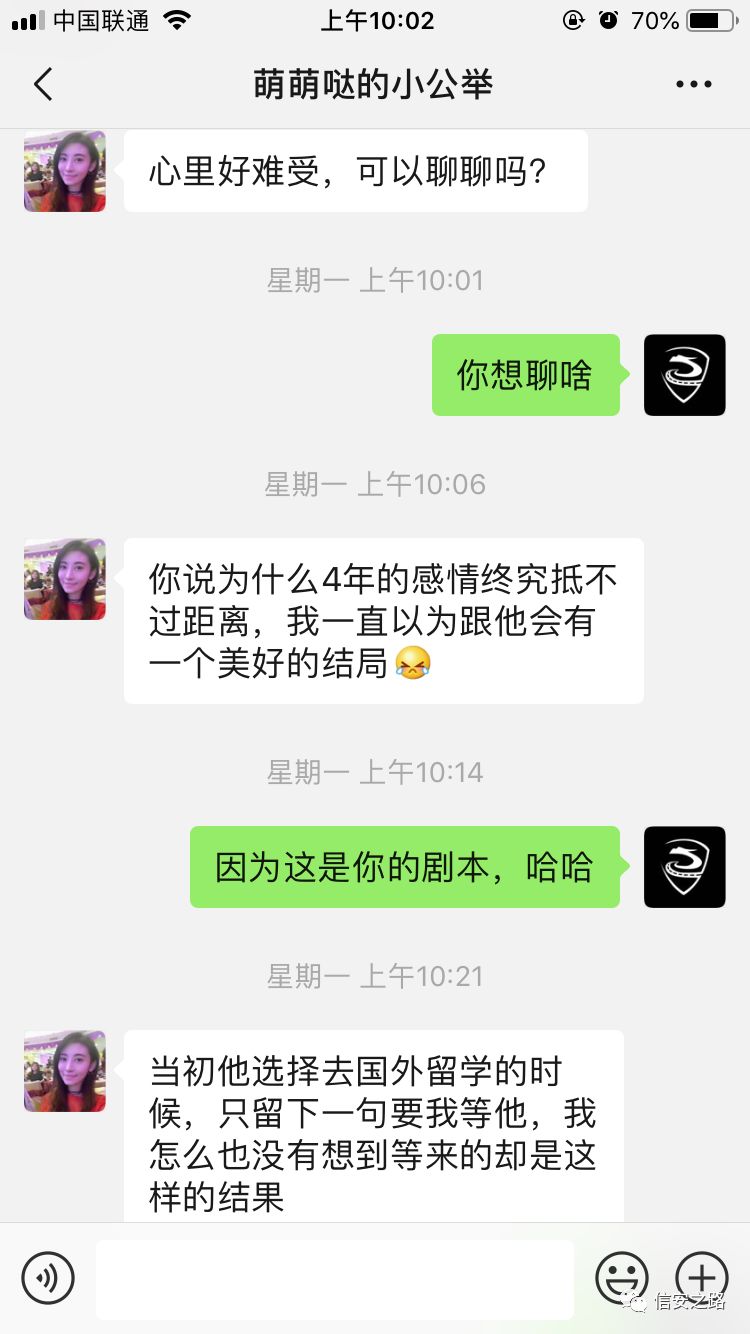 中国联通
上午10:02
70%
萌萌哒的小公举
心里好难受，可以聊聊吗?
星期一 上午10:01
你想聊啥
星期一 上午10:06
你说为什么4年的感情终究抵不
过距离，我一直以为跟他会有
一个美好的结局
星期一 上午10:14
因为这是你的剧本，哈哈
星期一 上午10:21
当初他选择去国外留学的时
候，只留下一句要我等他，我
怎么也没有想到等来的却是这
样的结果
信安之路